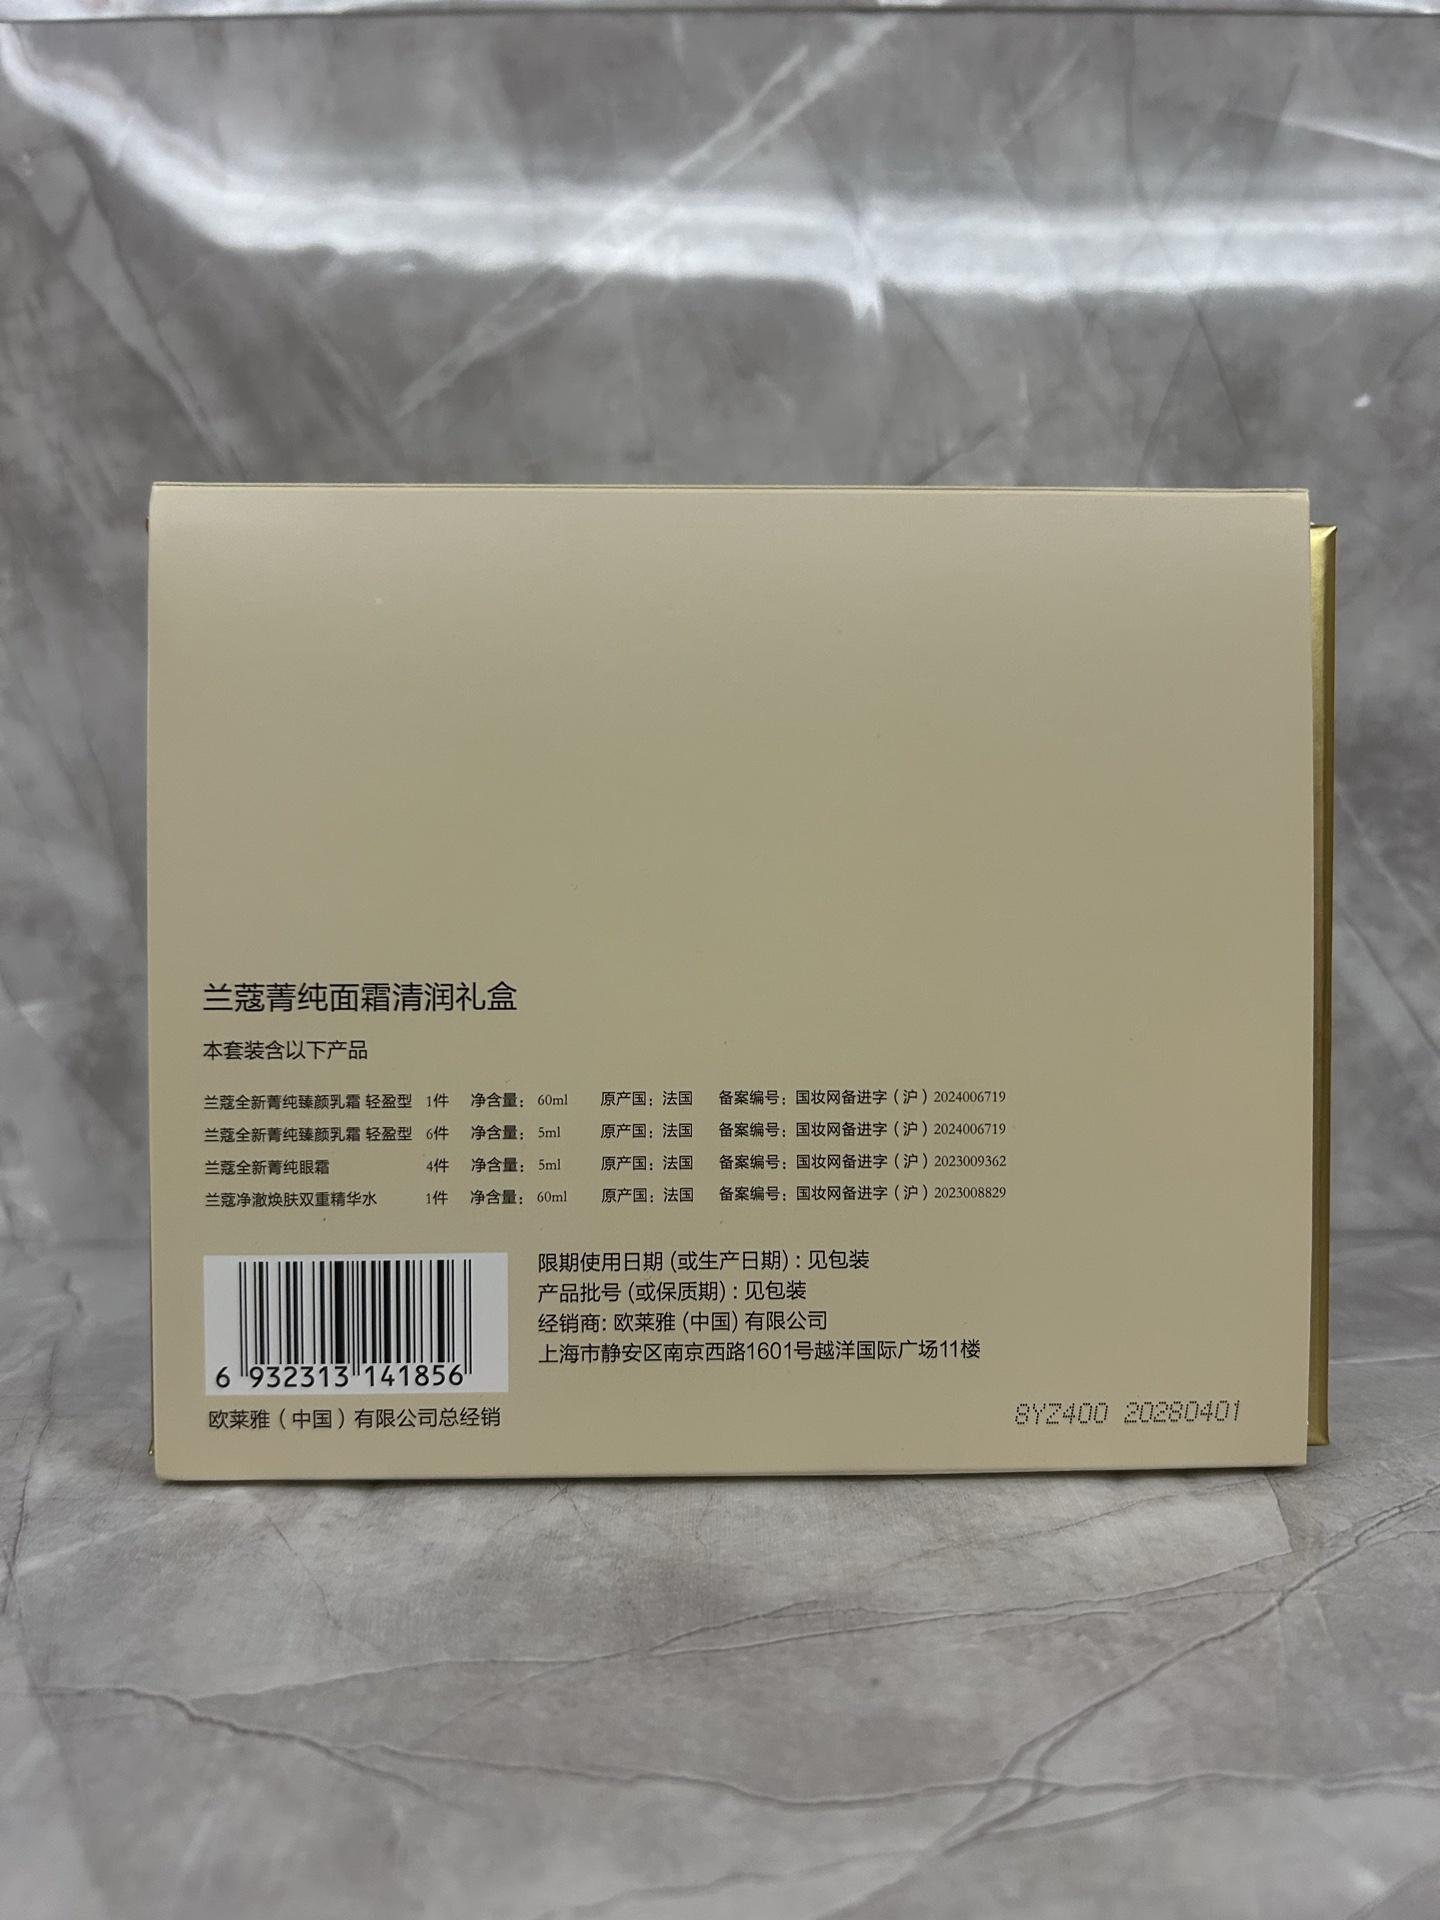 兰蔻菁纯面霜清润礼盒
本套装含以下产品
兰蔻全新菁纯臻颜乳霜 轻盈型 1件 净含量：60ml 原产国：法国 备案编号：国妆网备进字（沪）2024006719
兰蔻全新菁纯臻颜乳霜 轻盈型 6件 净含量：5ml 原产国：法国 备案编号：国妆网备进字（沪）2024006719
兰蔻全新菁纯眼霜 4件 净含量：5ml 原产国：法国 备案编号：国妆网备进字（沪）2023009362
兰蔻净澈焕肤双重精华水 1件 净含量：60ml 原产国：法国 备案编号：国妆网备进字（沪）2023008829
限期使用日期 (或生产日期)：见包装
产品批号 (或保质期)：见包装
经销商: 欧莱雅 (中国) 有限公司
上海市静安区南京西路1601号越洋国际广场11楼
6 932313 141856
欧莱雅（中国）有限公司总经销
8YZ400 20280401